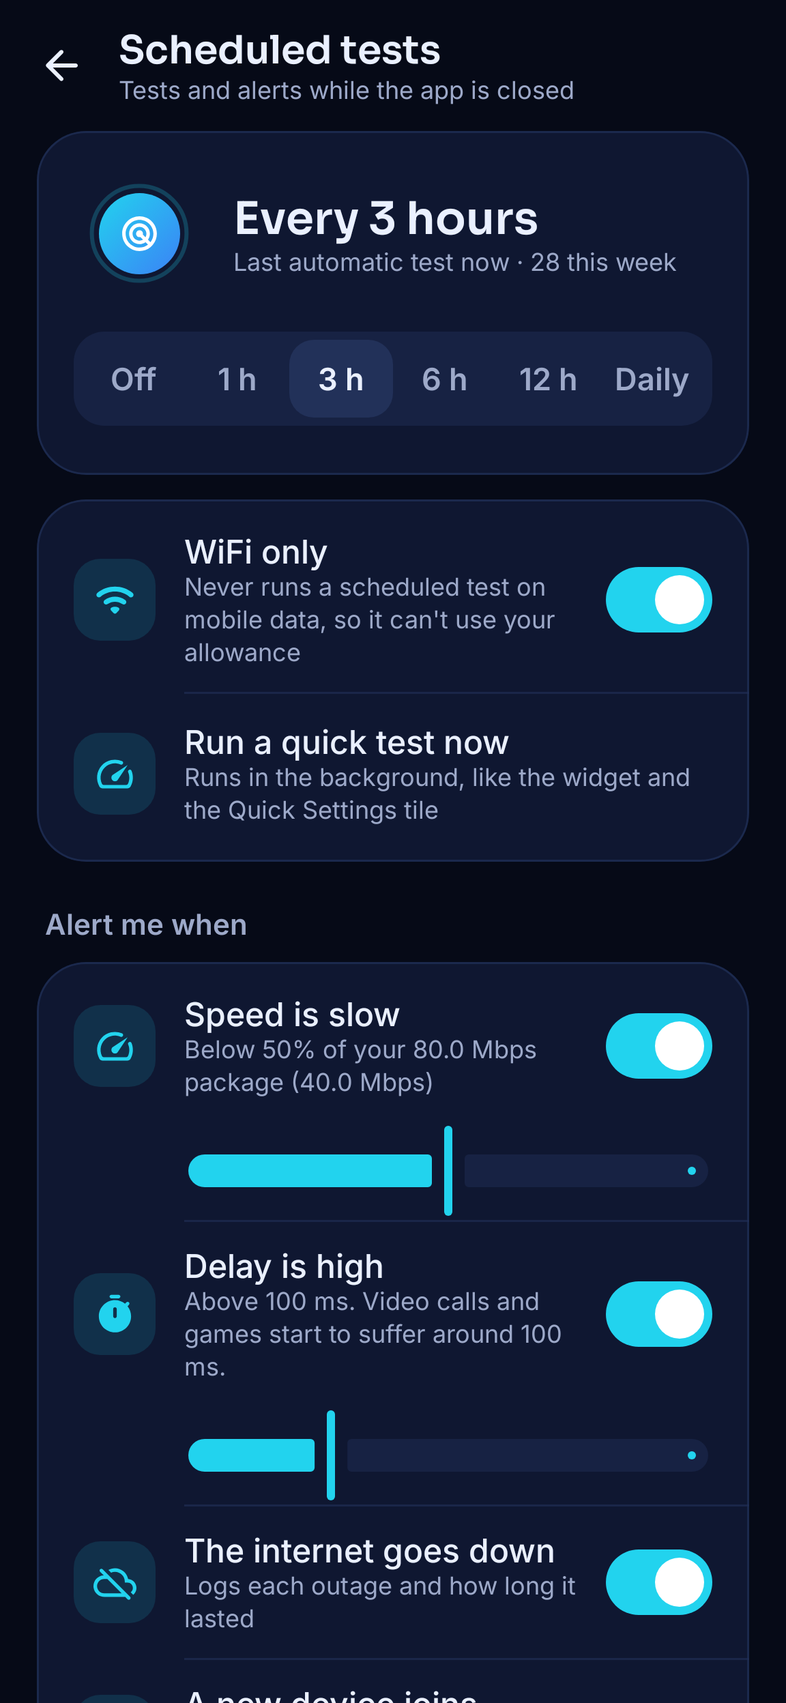 Scheduled tests
Tests and alerts while the app is closed
Every 3 hours
Last automatic test now · 28 this week
Off 1 h 3 h 6 h 12 h Daily
WiFi only
Never runs a scheduled test on
mobile data, so it can't use your
allowance
Run a quick test now
Runs in the background, like the widget and
the Quick Settings tile
Alert me when
Speed is slow
Below 50% of your 80.0 Mbps
package (40.0 Mbps)
Delay is high
Above 100 ms. Video calls and
games start to suffer around 100
ms.
The internet goes down
Logs each outage and how long it
lasted
A new device joins